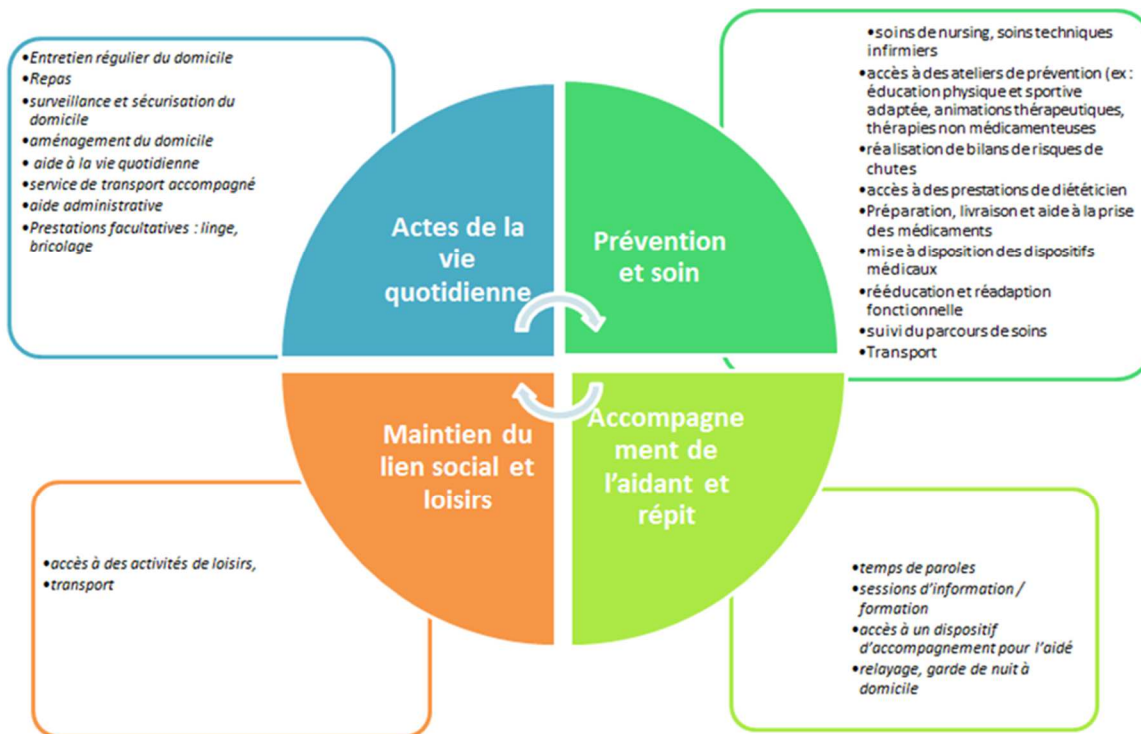 •Entretien régulier du domicile
•Repas
•surveillance et sécurisation du
domicile
•aménagement du domicile
• aide à la vie quotidienne
•service de transport accompagné
•aide administrative
•Prestations facultatives : linge,
bricolage
Actes de la
vie
quotidienne
•soins de nursing, soins techniques
infirmiers
•accès à des ateliers de prévention (ex :
éducation physique et sportive
adaptée, animations thérapeutiques,
thérapies non médicamenteuses
•réalisation de bilans de risques de
chutes
•accès à des prestations de diététicien
•Préparation, livraison et aide à la prise
des médicaments
•mise à disposition des dispositifs
médicaux
•rééducation et réadaption
fonctionnelle
•suivi du parcours de soins
•Transport
Prévention
et soin
Maintien du
lien social et
loisirs
•accès à des activités de loisirs,
•transport
Accompagne
ment de
l'aidant et
répit
•temps de paroles
•sessions d'information /
formation
•accès à un dispositif
d'accompagnement pour l'aidé
•relayage, garde de nuit à
domicile